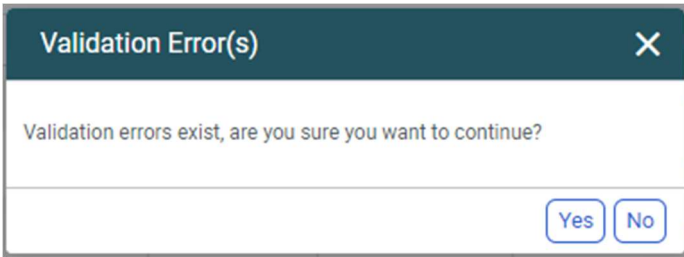 Validation Error(s)
Validation errors exist, are you sure you want to continue?
Yes No